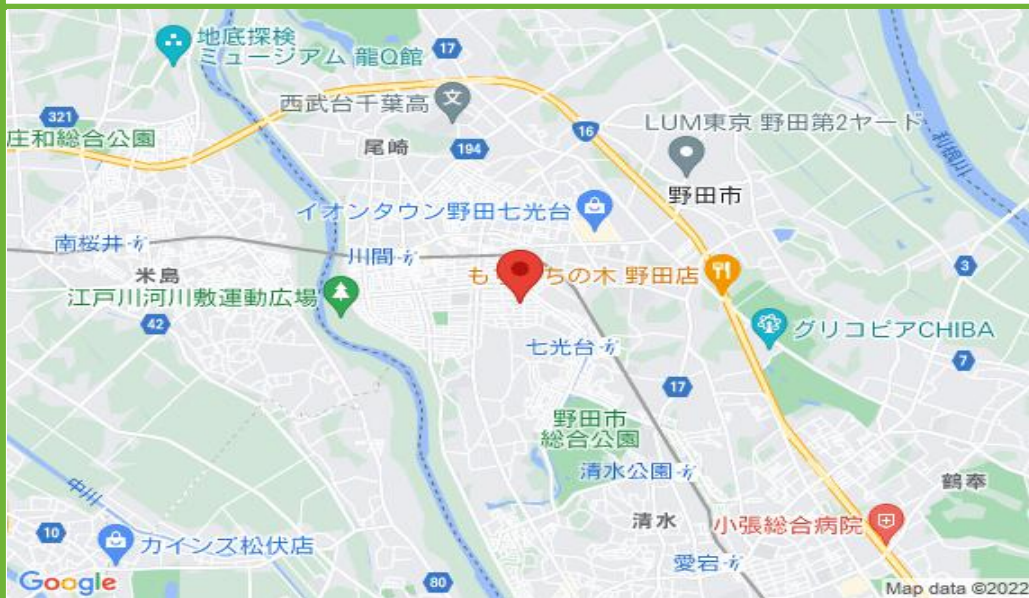 地底探検
ミュージアム 龍Q館
17
西武台千葉高
321
庄和総合公園
尾崎
194
16
LUM東京 野田第2ヤード
利根川
野田市
イオンタウン野田七光台
南桜井
川間
米島
も
ちの木 野田店
3
江戸川河川敷運動広場
42
グリコピアCHIBA
七光台
7
17
野田市
総合公園
清水公園
鶴奉
中川
清水
小張総合病院
10
カインズ松伏店
愛宕
80
Google
Map data ©2022